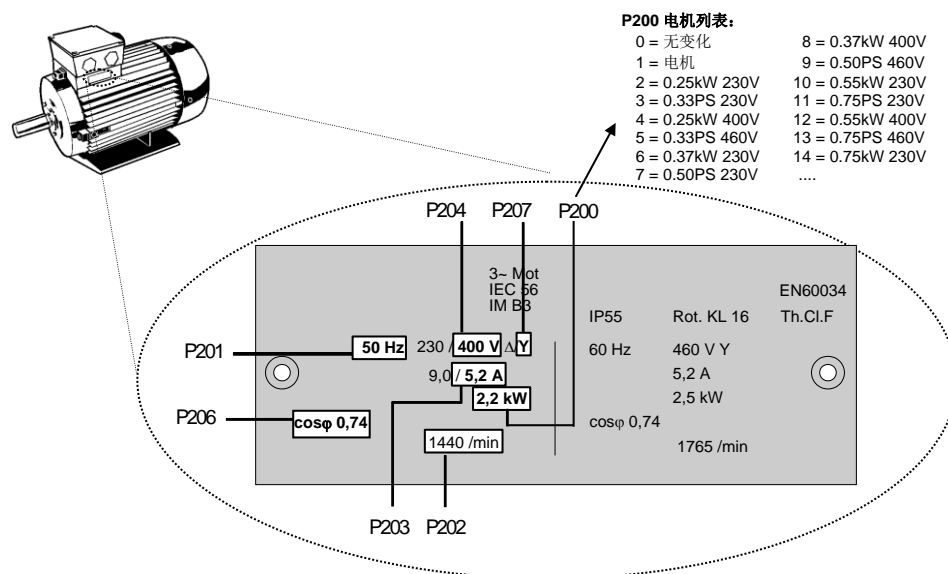 P200 电机列表：
0 = 无变化
1 = 电机
2 = 0.25kW 230V
3 = 0.33PS 230V
4 = 0.25kW 400V
5 = 0.33PS 460V
6 = 0.37kW 230V
7 = 0.50PS 230V
8 = 0.37kW 400V
9 = 0.50PS 460V
10 = 0.55kW 230V
11 = 0.75PS 230V
12 = 0.55kW 400V
13 = 0.75PS 460V
14 = 0.75kW 230V
....
P204 P207 P200
3~ Mot
IEC 56
IM B3
EN60034
IP55 Rot. KL 16 Th.Cl.F
P201 50 Hz 230 / 400 V Δ/Y 60 Hz 460 V Y
9,0 / 5,2 A 5,2 A
2,2 kW 2,5 kW
P206 cosφ 0,74 cosφ 0,74
1440 /min 1765 /min
P203 P202